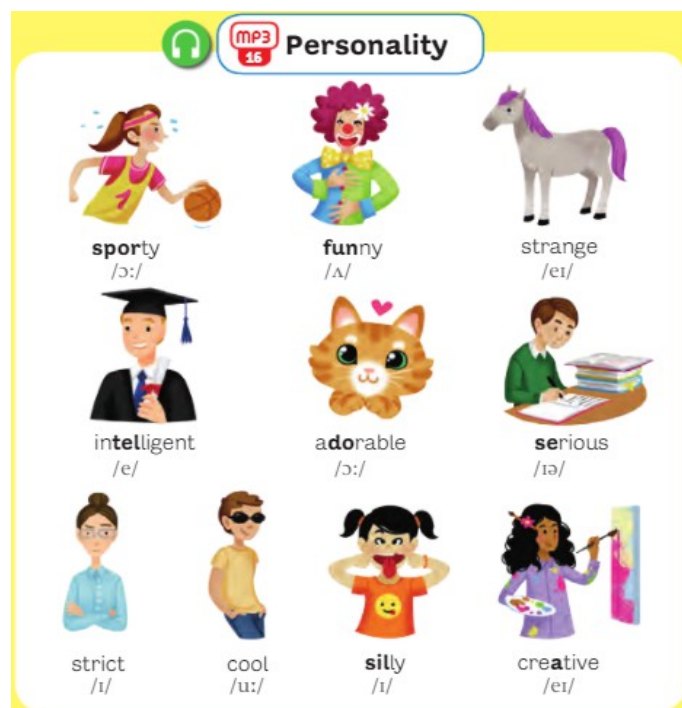 MP3
16
Personality
sporty funny strange
/ɔː/ /ʌ/ /eɪ/
intelligent adorable serious
/e/ /ɔː/ /ɪə/
strict cool silly creative
/ɪ/ /uː/ /ɪ/ /eɪ/
1